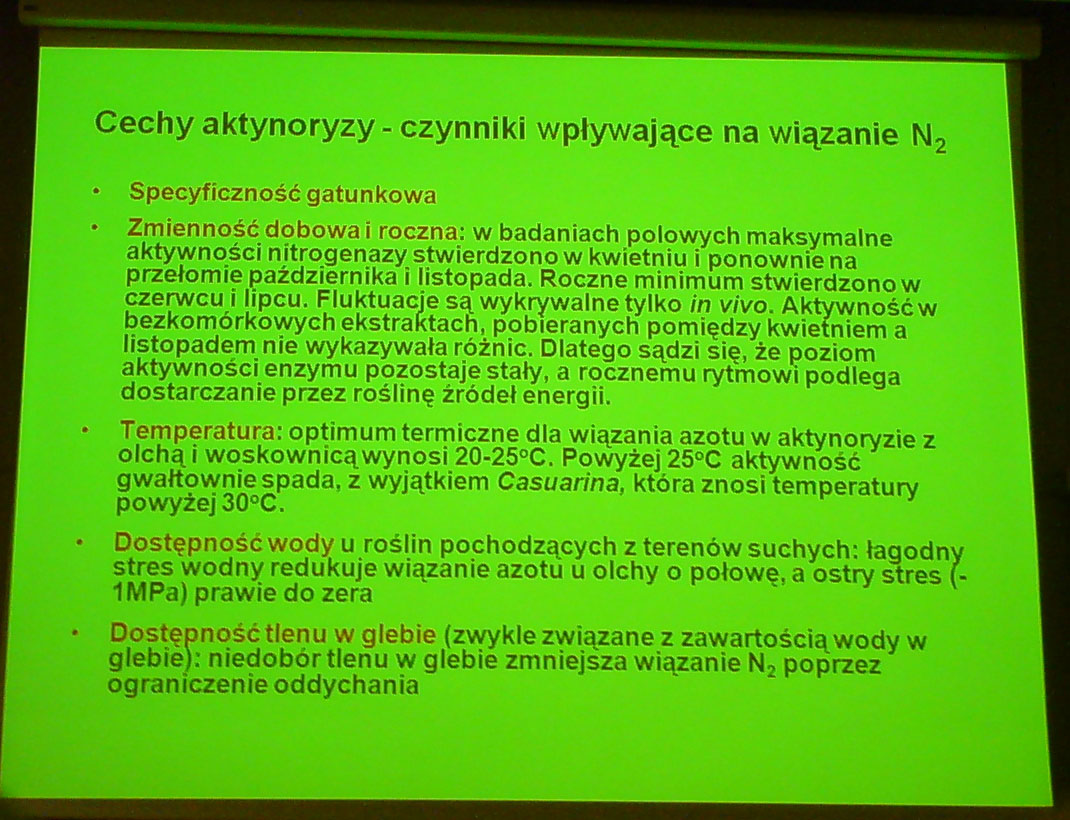 Cechy aktynoryzy - czynniki wpływające na wiązanie N₂
• Specyficzność gatunkowa
• Zmienność dobowa i roczna: w badaniach polowych maksymalne
aktywności nitrogenazy stwierdzono w kwietniu i ponownie na
przełomie października i listopada. Roczne minimum stwierdzono w
czerwcu i lipcu. Fluktuacje są wykrywalne tylko in vivo. Aktywność w
bezkomórkowych ekstraktach, pobieranych pomiędzy kwietniem a
listopadem nie wykazywała różnic. Dlatego sądzi się, że poziom
aktywności enzymu pozostaje stały, a rocznemu rytmowi podlega
dostarczanie przez roślinę źródeł energii.
• Temperatura: optimum termiczne dla wiązania azotu w aktynoryzie z
olchą i woskownicą wynosi 20-25°C. Powyżej 25°C aktywność
gwałtownie spada, z wyjątkiem Casuarina, która znosi temperatury
powyżej 30°C.
• Dostępność wody u roślin pochodzących z terenów suchych: łagodny
stres wodny redukuje wiązanie azotu u olchy o połowę, a ostry stres (-
1MPa) prawie do zera
• Dostępność tlenu w glebie (zwykle związane z zawartością wody w
glebie): niedobór tlenu w glebie zmniejsza wiązanie N₂ poprzez
ograniczenie oddychania